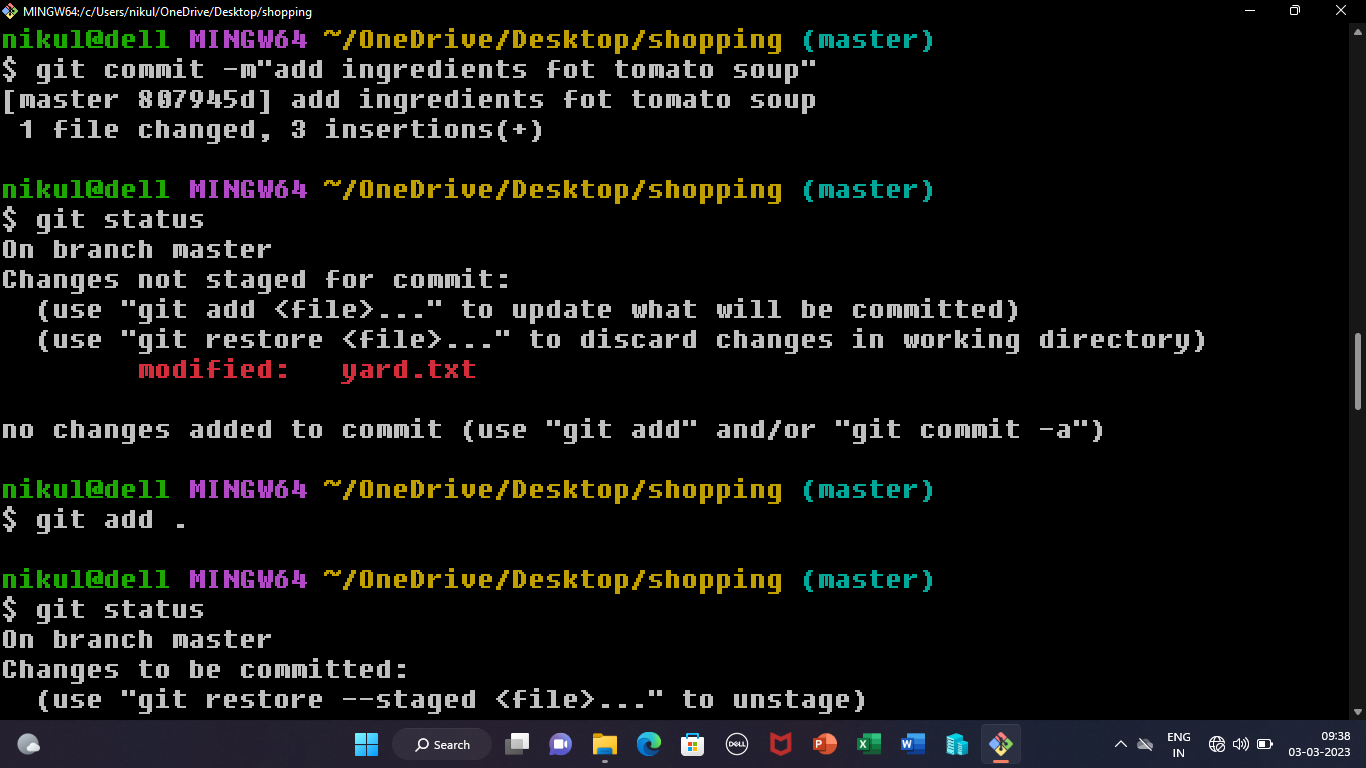 MINGW64:/c/Users/nikul/OneDrive/Desktop/shopping
nikul@dell MINGW64 ~/OneDrive/Desktop/shopping (master)
$ git commit -m"add ingredients fot tomato soup"
[master 807945d] add ingredients fot tomato soup
 1 file changed, 3 insertions(+)
nikul@dell MINGW64 ~/OneDrive/Desktop/shopping (master)
$ git status
On branch master
Changes not staged for commit:
  (use "git add <file>..." to update what will be committed)
  (use "git restore <file>..." to discard changes in working directory)
        modified:   yard.txt
no changes added to commit (use "git add" and/or "git commit -a")
nikul@dell MINGW64 ~/OneDrive/Desktop/shopping (master)
$ git add .
nikul@dell MINGW64 ~/OneDrive/Desktop/shopping (master)
$ git status
On branch master
Changes to be committed:
  (use "git restore --staged <file>..." to unstage)
Search
DELL
P
X
W
ENG
IN
09:38
03-03-2023